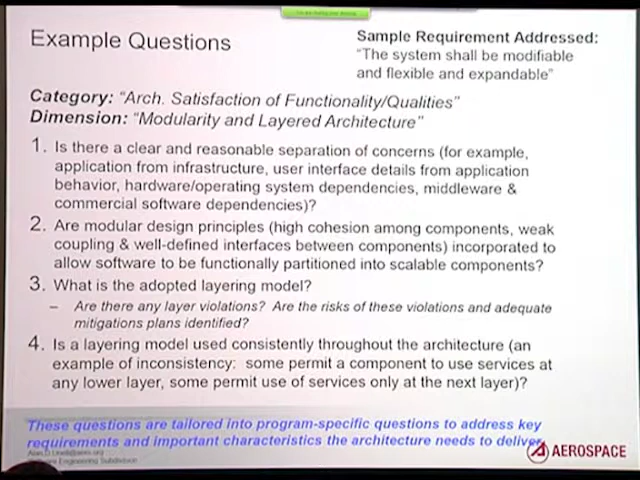 Example Questions
Sample Requirement Addressed:
"The system shall be modifiable
and flexible and expandable"
Category: "Arch. Satisfaction of Functionality/Qualities"
Dimension: "Modularity and Layered Architecture"
1. Is there a clear and reasonable separation of concerns (for example,
application from infrastructure, user interface details from application
behavior, hardware/operating system dependencies, middleware &
commercial software dependencies)?
2. Are modular design principles (high cohesion among components, weak
coupling & well-defined interfaces between components) incorporated to
allow software to be functionally partitioned into scalable components?
3. What is the adopted layering model?
– Are there any layer violations? Are the risks of these violations and adequate
mitigations plans identified?
4. Is a layering model used consistently throughout the architecture (an
example of inconsistency: some permit a component to use services at
any lower layer, some permit use of services only at the next layer)?
These questions are tailored into program-specific questions to address key
requirements and important characteristics the architecture needs to deliver
Engineering Subdivision
AEROSPACE